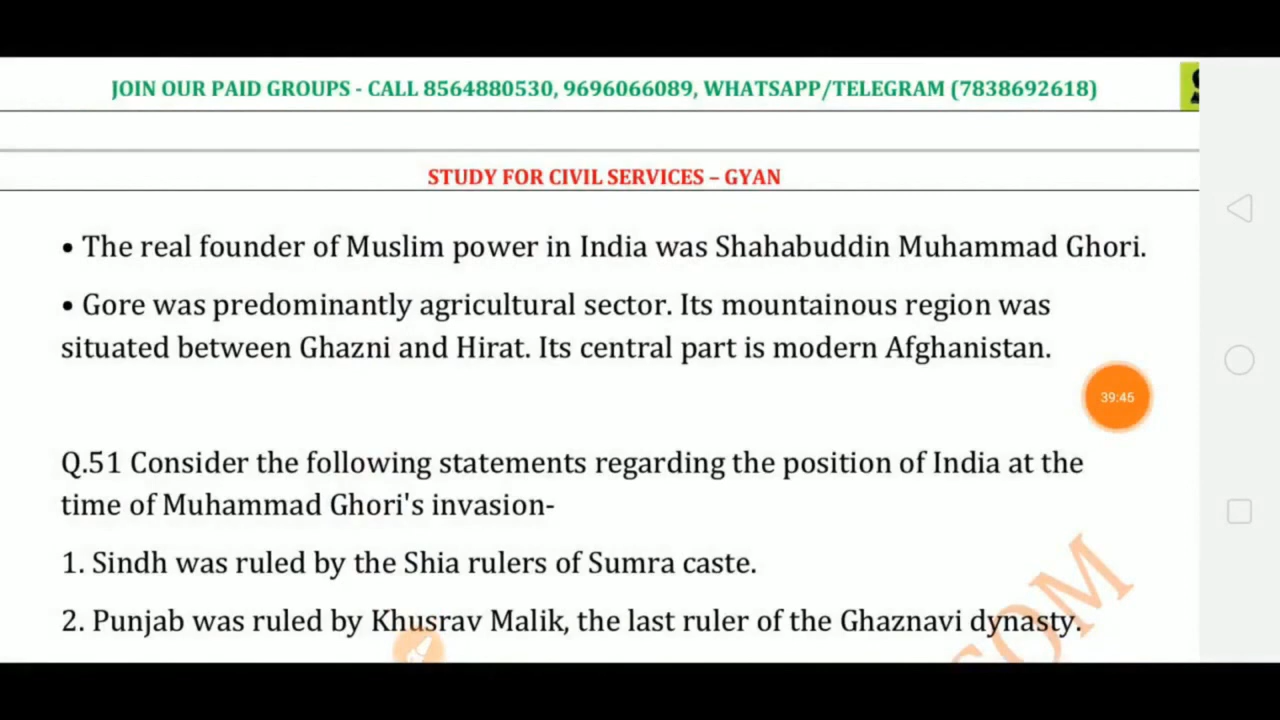 JOIN OUR PAID GROUPS - CALL 8564880530, 9696066089, WHATSAPP/TELEGRAM (7838692618)
STUDY FOR CIVIL SERVICES – GYAN
• The real founder of Muslim power in India was Shahabuddin Muhammad Ghori.
• Gore was predominantly agricultural sector. Its mountainous region was
situated between Ghazni and Hirat. Its central part is modern Afghanistan.
39:46
Q.51 Consider the following statements regarding the position of India at the
time of Muhammad Ghori's invasion-
1. Sindh was ruled by the Shia rulers of Sumra caste.
2. Punjab was ruled by Khusrav Malik, the last ruler of the Ghaznavi dynasty.